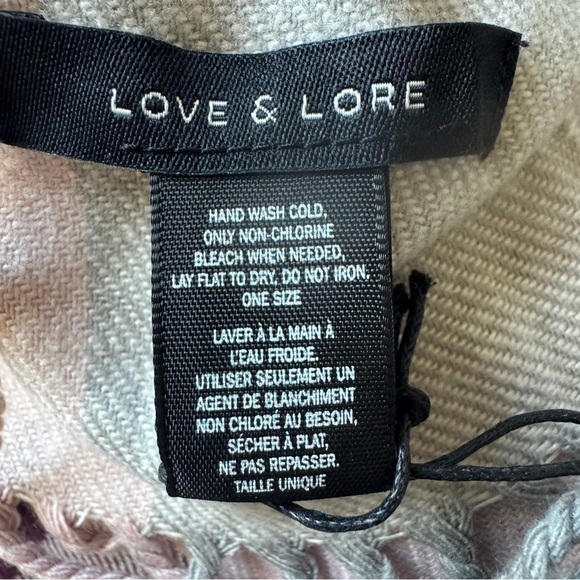 LOVE & LORE
HAND WASH COLD,
ONLY NON-CHLORINE
BLEACH WHEN NEEDED,
LAY FLAT TO DRY, DO NOT IRON.
ONE SIZE
LAVER À LA MAIN À
L'EAU FROIDE.
UTILISER SEULEMENT UN
AGENT DE BLANCHIMENT
NON CHLORÉ AU BESOIN,
SÉCHER À PLAT,
NE PAS REPASSER.
TAILLE UNIQUE